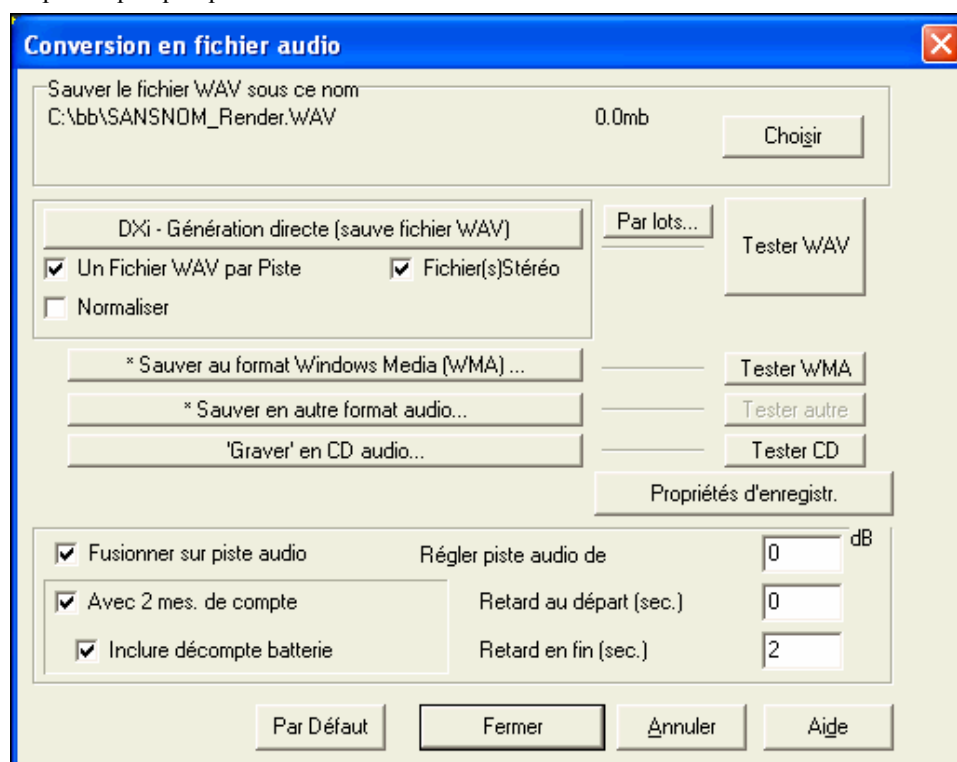 Conversion en fichier audio
Sauver le fichier WAV sous ce nom
C:\bb\SANSNOM_Render.WAV 0.0mb Choisir
DXi - Génération directe (sauve fichier WAV) Par lots... Tester WAV
Un Fichier WAV par Piste Fichier(s)Stéréo
Normaliser
* Sauver au format Windows Media (WMA) ... Tester WMA
* Sauver en autre format audio... Tester autre
'Graver' en CD audio... Tester CD
Propriétés d'enregistr.
Fusionner sur piste audio Régler piste audio de 0 dB
Avec 2 mes. de compte Retard au départ (sec.) 0
Inclure décompte batterie Retard en fin (sec.) 2
Par Défaut Fermer Annuler Aide